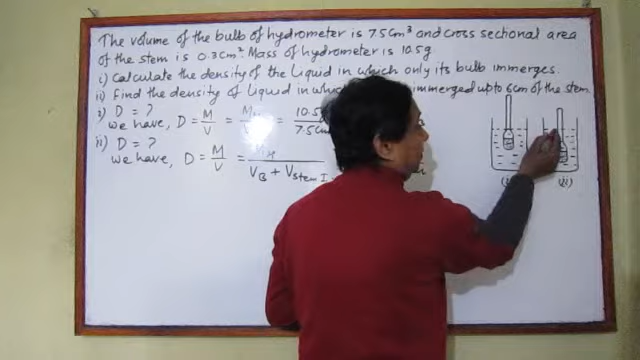 The volume of the bulb of hydrometer is 7.5cm³ and cross sectional area
of the stem is 0.3cm². Mass of hydrometer is 10.5g
i) Calculate the density of the liquid in which only its bulb immerges.
ii) Find the density of liquid in which immerged upto 6cm of the stem.
i) D = ?
we have, D = M/V = M / = 10.5 / 7.5cm
ii) D = ?
we have, D = M/V = / V_B + V_stem I
(ii)